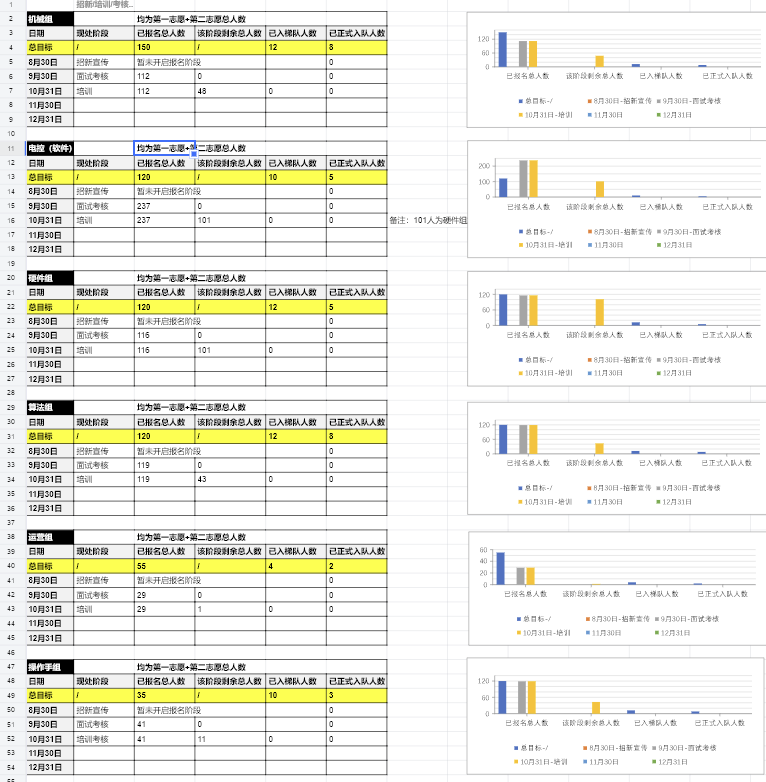 1 招新/培训/考核..
2 机械组 均为第一志愿+第二志愿总人数
3 日期 现处阶段 已报名总人数 该阶段剩余总人数 已入梯队人数 已正式入队人数
4 总目标 / 150 / 12 8
5 8月30日 招新宣传 暂未开启报名阶段 0
6 9月30日 面试考核 112 0 0
7 10月31日 培训 112 48 0 0
8 11月30日
9 12月31日
120
60
0
已报名总人数 该阶段剩余总人数 已入梯队人数 已正式入队人数
总目标-/ 8月30日-招新宣传 9月30日-面试考核
10月31日-培训 11月30日 12月31日
10
11 电控（软件） 均为第一志愿+第二志愿总人数
12 日期 现处阶段 已报名总人数 该阶段剩余总人数 已入梯队人数 已正式入队人数
13 总目标 / 120 / 10 5
14 8月30日 招新宣传 暂未开启报名阶段 0
15 9月30日 面试考核 237 0 0
16 10月31日 培训 237 101 0 0 备注：101人为硬件组
17 11月30日
18 12月31日
200
100
0
已报名总人数 该阶段剩余总人数 已入梯队人数 已正式入队人数
总目标-/ 8月30日-招新宣传 9月30日-面试考核
10月31日-培训 11月30日 12月31日
19
20 硬件组 均为第一志愿+第二志愿总人数
21 日期 现处阶段 已报名总人数 该阶段剩余总人数 已入梯队人数 已正式入队人数
22 总目标 / 120 / 12 5
23 8月30日 招新宣传 暂未开启报名阶段 0
24 9月30日 面试考核 116 0 0
25 10月31日 培训 116 101 0 0
26 11月30日
27 12月31日
120
60
0
已报名总人数 该阶段剩余总人数 已入梯队人数 已正式入队人数
总目标-/ 8月30日-招新宣传 9月30日-面试考核
10月31日-培训 11月30日 12月31日
28
29 算法组 均为第一志愿+第二志愿总人数
30 日期 现处阶段 已报名总人数 该阶段剩余总人数 已入梯队人数 已正式入队人数
31 总目标 / 120 / 12 8
32 8月30日 招新宣传 暂未开启报名阶段 0
33 9月30日 面试考核 119 0 0
34 10月31日 培训 119 43 0 0
35 11月30日
36 12月31日
120
60
0
已报名总人数 该阶段剩余总人数 已入梯队人数 已正式入队人数
总目标-/ 8月30日-招新宣传 9月30日-面试考核
10月31日-培训 11月30日 12月31日
37
38 运营组 均为第一志愿+第二志愿总人数
39 日期 现处阶段 已报名总人数 该阶段剩余总人数 已入梯队人数 已正式入队人数
40 总目标 / 55 / 4 2
41 8月30日 招新宣传 暂未开启报名阶段 0
42 9月30日 面试考核 29 0 0
43 10月31日 培训 29 1 0 0
44 11月30日
45 12月31日
60
40
20
0
已报名总人数 该阶段剩余总人数 已入梯队人数 已正式入队人数
总目标-/ 8月30日-招新宣传 9月30日-面试考核
10月31日-培训 11月30日 12月31日
46
47 操作手组 均为第一志愿+第二志愿总人数
48 日期 现处阶段 已报名总人数 该阶段剩余总人数 已入梯队人数 已正式入队人数
49 总目标 / 35 / 10 3
50 8月30日 招新宣传 暂未开启报名阶段 0
51 9月30日 面试考核 41 0 0
52 10月31日 培训考核 41 11 0 0
53 11月30日
54 12月31日
120
60
0
已报名总人数 该阶段剩余总人数 已入梯队人数 已正式入队人数
总目标-/ 8月30日-招新宣传 9月30日-面试考核
10月31日-培训 11月30日 12月31日